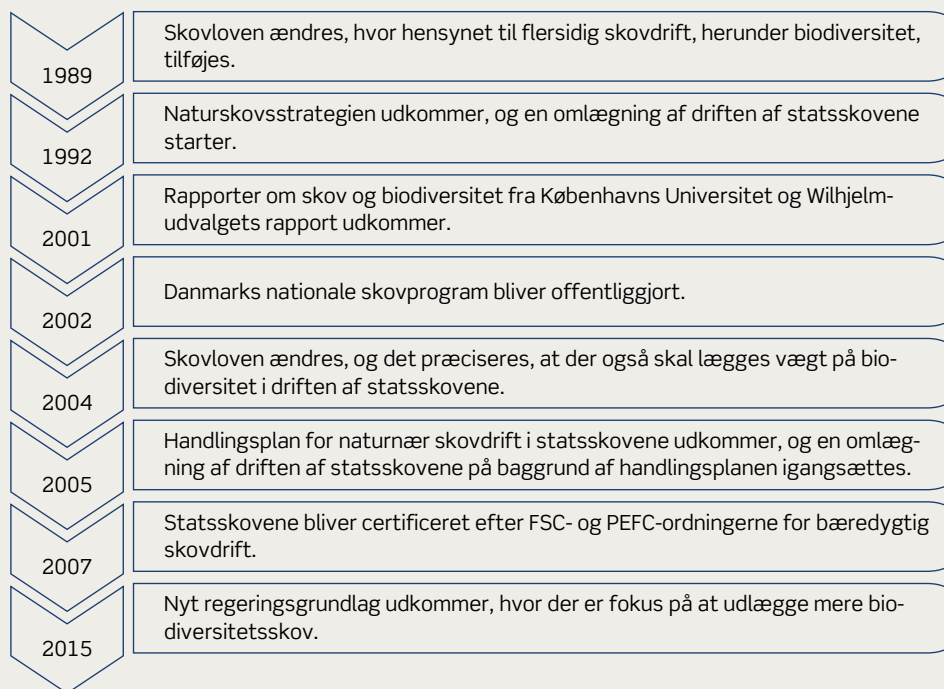 1989
Skovloven ændres, hvor hensynet til flersidig skovdrift, herunder biodiversitet,
tilføjes.
1992
Naturskovsstrategien udkommer, og en omlægning af driften af statsskovene
starter.
2001
Rapporter om skov og biodiversitet fra Københavns Universitet og Wilhjelm-
udvalgets rapport udkommer.
2002
Danmarks nationale skovprogram bliver offentliggjort.
2004
Skovloven ændres, og det præciseres, at der også skal lægges vægt på bio-
diversitet i driften af statsskovene.
2005
Handlingsplan for naturnær skovdrift i statsskovene udkommer, og en omlæg-
ning af driften af statsskovene på baggrund af handlingsplanen igangsættes.
2007
Statsskovene bliver certificeret efter FSC- og PEFC-ordningerne for bæredygtig
skovdrift.
2015
Nyt regeringsgrundlag udkommer, hvor der er fokus på at udlægge mere bio-
diversitetsskov.